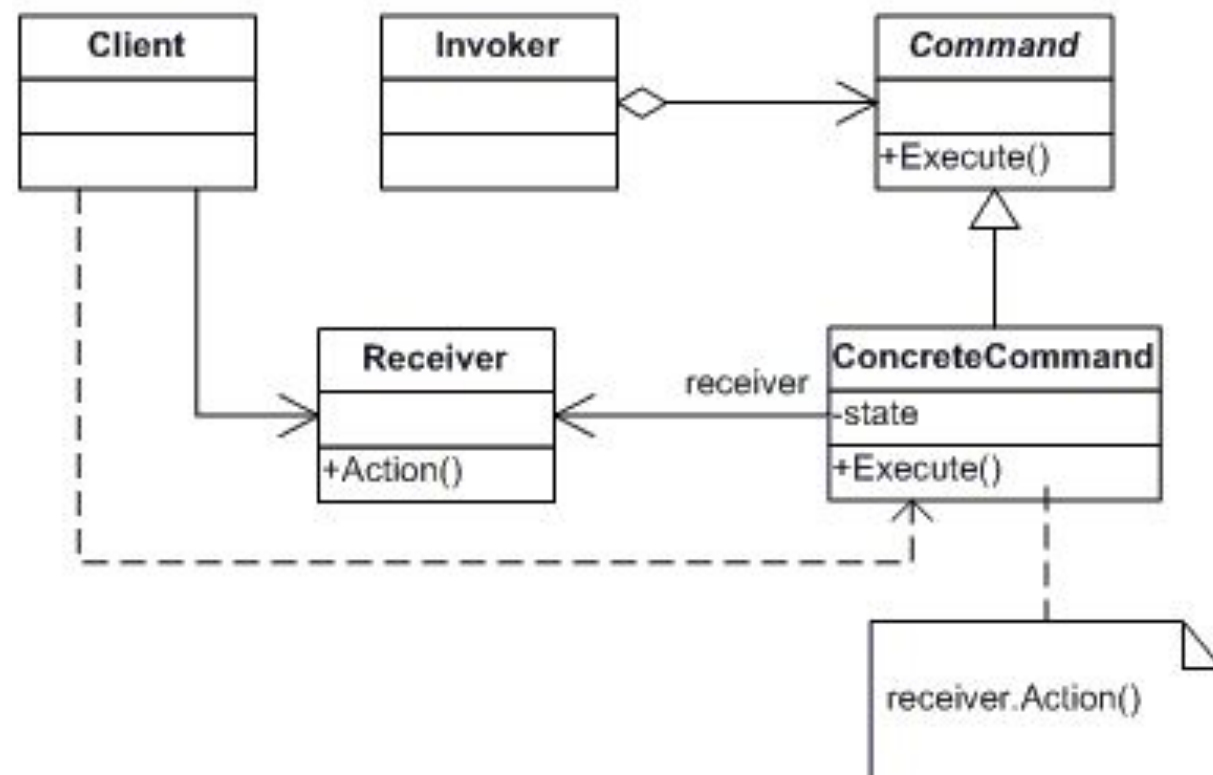 Client
Invoker
Command
+Execute()
Receiver
+Action()
receiver
ConcreteCommand
-state
+Execute()
receiver.Action()